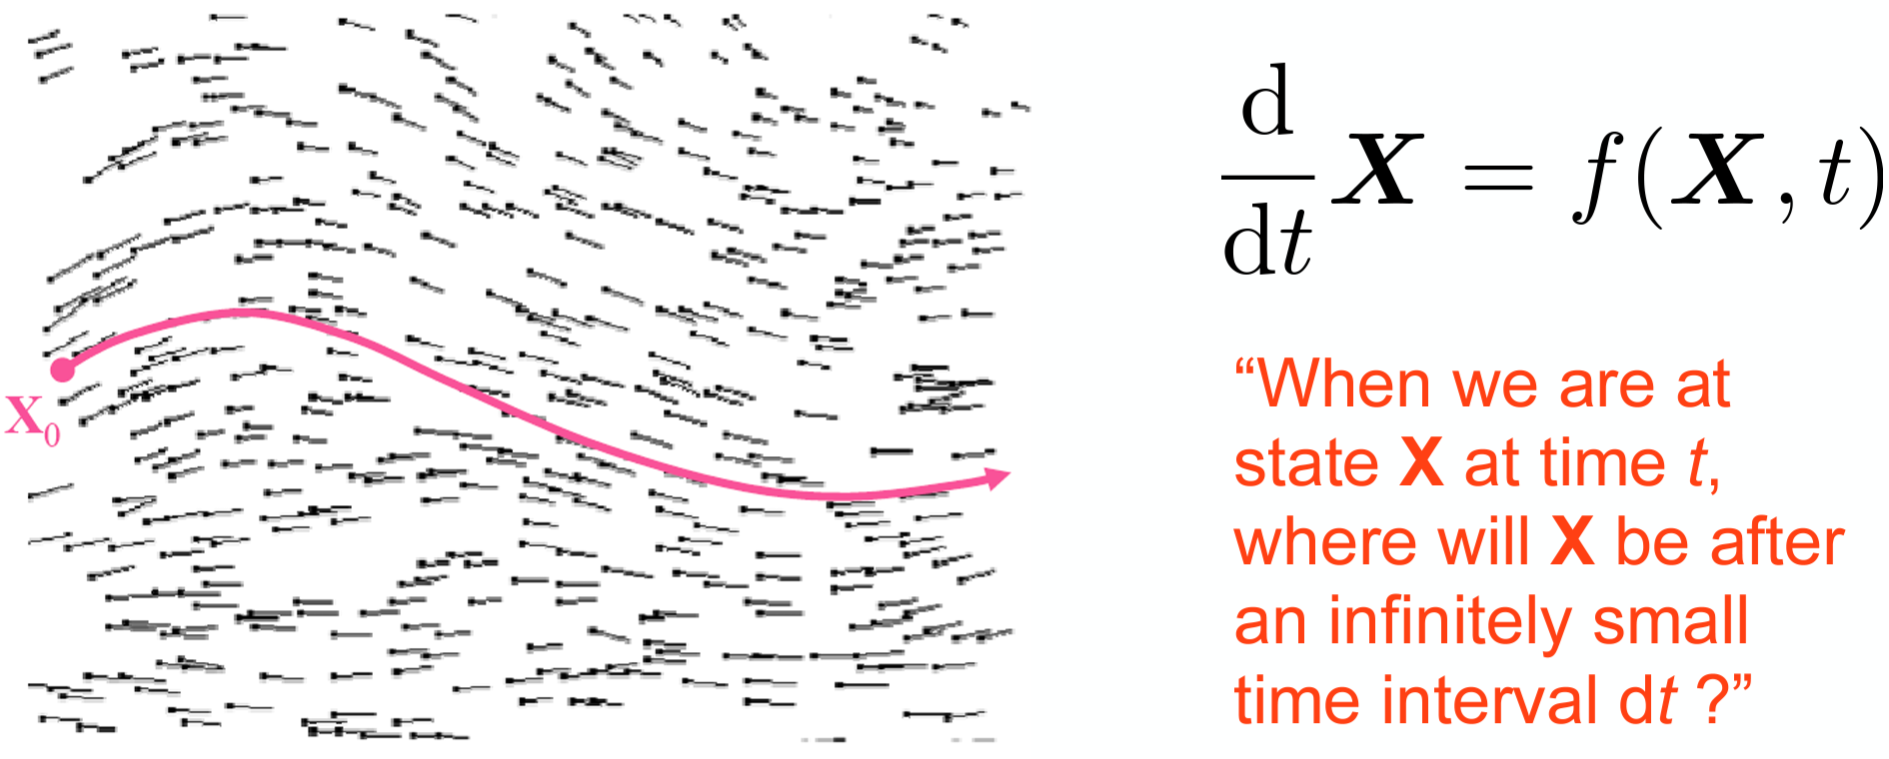 X₀
d/dt X = f(X, t)
“When we are at
state X at time t,
where will X be after
an infinitely small
time interval dt ?”